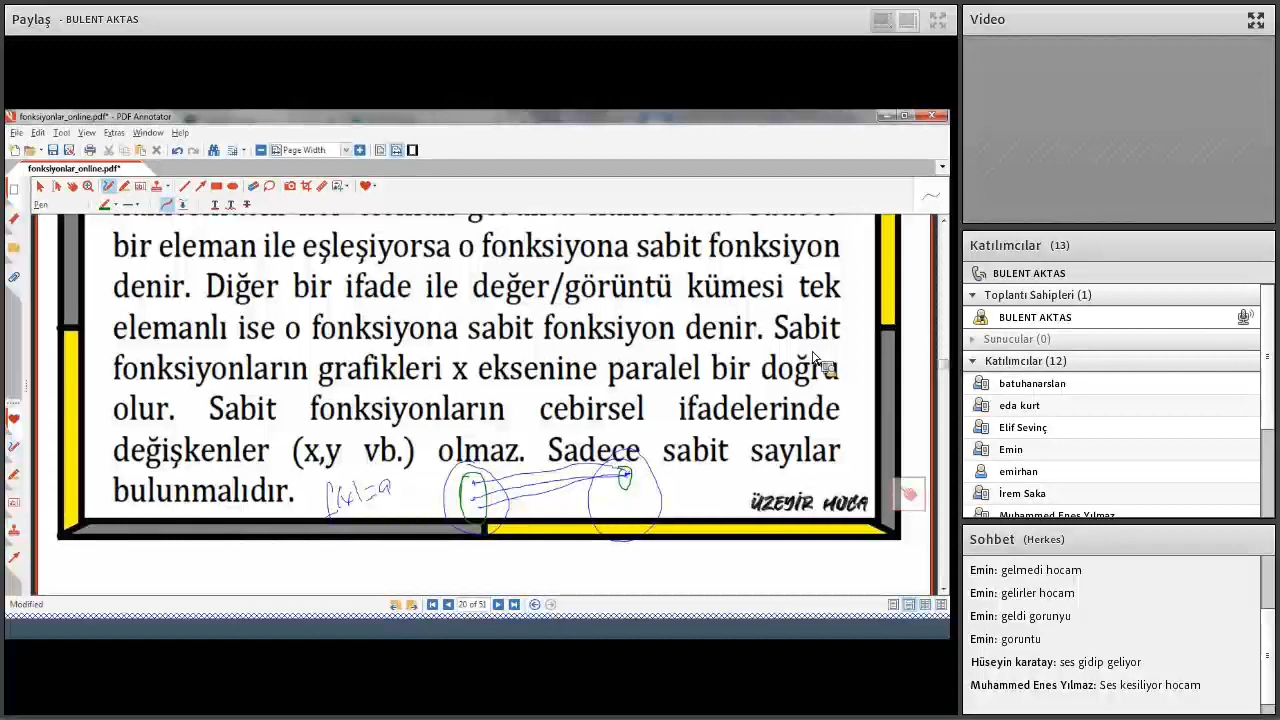 Paylaş - BULENT AKTAS
fonksiyonlar_online.pdf* - PDF Annotator
File Edit Tool View Extras Window Help
Page Width
fonksiyonlar_online.pdf*
Pen
bir eleman ile eşleşiyorsa o fonksiyona sabit fonksiyon
denir. Diğer bir ifade ile değer/görüntü kümesi tek
elemanlı ise o fonksiyona sabit fonksiyon denir. Sabit
fonksiyonların grafikleri x eksenine paralel bir doğru
olur. Sabit fonksiyonların cebirsel ifadelerinde
değişkenler (x,y vb.) olmaz. Sadece sabit sayılar
bulunmalıdır.
f(x)=a
ÜZEYİR HOCA
Modified
20 of 51
Video
Katılımcılar (13)
BULENT AKTAS
Toplantı Sahipleri (1)
BULENT AKTAS
Sunucular (0)
Katılımcılar (12)
batuhanarslan
eda kurt
Elif Sevinç
Emin
emirhan
İrem Saka
Muhammed Enes Yılmaz
Sohbet (Herkes)
Emin: gelmedi hocam
Emin: gelirler hocam
Emin: geldi gorunyu
Emin: goruntu
Hüseyin karatay: ses gidip geliyor
Muhammed Enes Yılmaz: Ses kesiliyor hocam